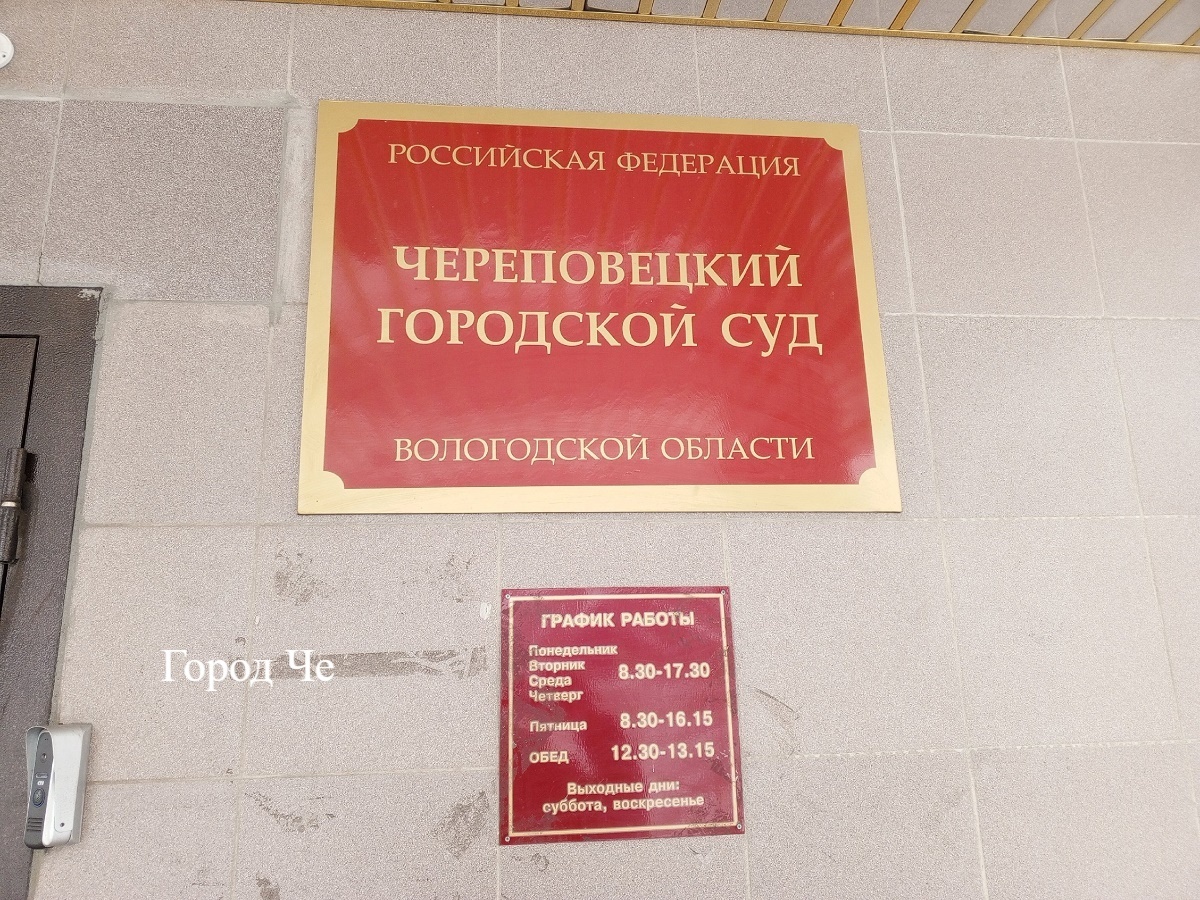 РОССИЙСКАЯ ФЕДЕРАЦИЯ
ЧЕРЕПОВЕЦКИЙ
ГОРОДСКОЙ СУД
ВОЛОГОДСКОЙ ОБЛАСТИ
ГРАФИК РАБОТЫ
Понедельник
Вторник
Среда
Четверг
8.30-17.30
Пятница 8.30-16.15
ОБЕД 12.30-13.15
Выходные дни:
суббота, воскресенье
Город Че